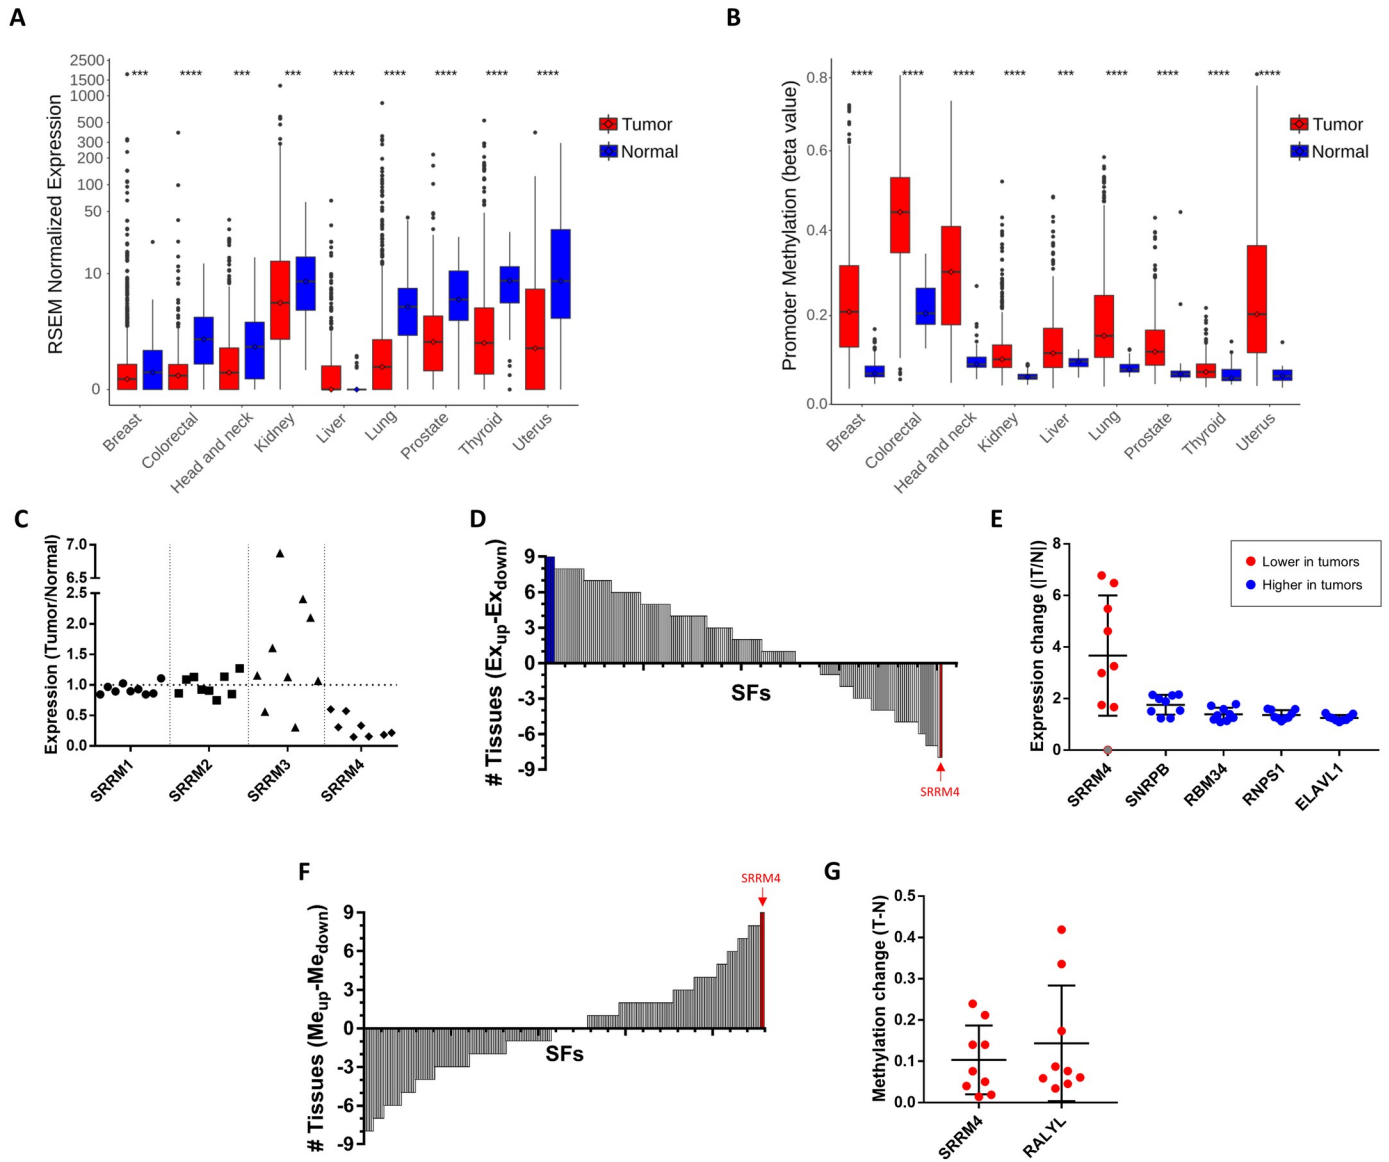 A
RSEM Normalized Expression
2500
1500
1000
500
300
200
100
50
10
0
*** **** *** *** **** **** **** **** ****
Breast
Colorectal
Head and neck
Kidney
Liver
Lung
Prostate
Thyroid
Uterus
Tumor
Normal
B
Promoter Methylation (beta value)
0.8
0.6
0.4
0.2
0.0
**** **** **** **** *** **** **** **** ****
Breast
Colorectal
Head and neck
Kidney
Liver
Lung
Prostate
Thyroid
Uterus
Tumor
Normal
C
Expression (Tumor/Normal)
7.0
6.5
2.5
2.0
1.5
1.0
0.5
0.0
SRRM1
SRRM2
SRRM3
SRRM4
D
# Tissues (Exup-Exdown)
9
6
3
0
-3
-6
-9
SFs
SRRM4
E
Expression change (|T/N|)
8
6
4
2
0
Lower in tumors
Higher in tumors
SRRM4
SNRPB
RBM34
RNPS1
ELAVL1
F
# Tissues (Meup-Medown)
9
6
3
0
-3
-6
-9
SFs
SRRM4
G
Methylation change (T-N)
0.5
0.4
0.3
0.2
0.1
0.0
SRRM4
RALYL